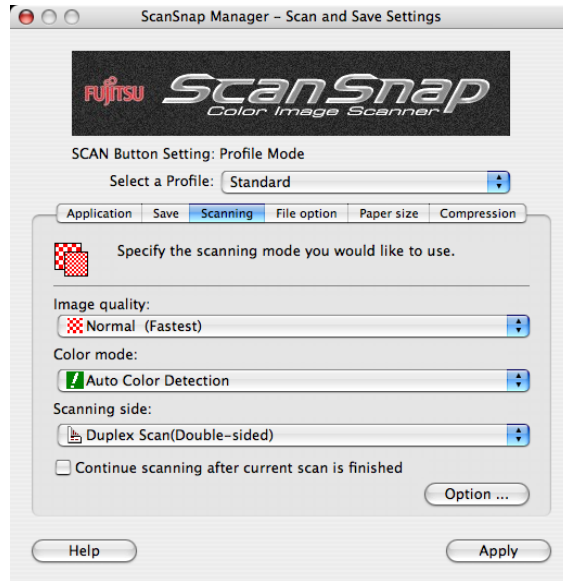 ScanSnap Manager – Scan and Save Settings
FUJITSU ScanSnap
Color Image Scanner
SCAN Button Setting: Profile Mode
Select a Profile: Standard
Application Save Scanning File option Paper size Compression
Specify the scanning mode you would like to use.
Image quality:
Normal (Fastest)
Color mode:
Auto Color Detection
Scanning side:
Duplex Scan(Double-sided)
Continue scanning after current scan is finished
Option ...
Help Apply